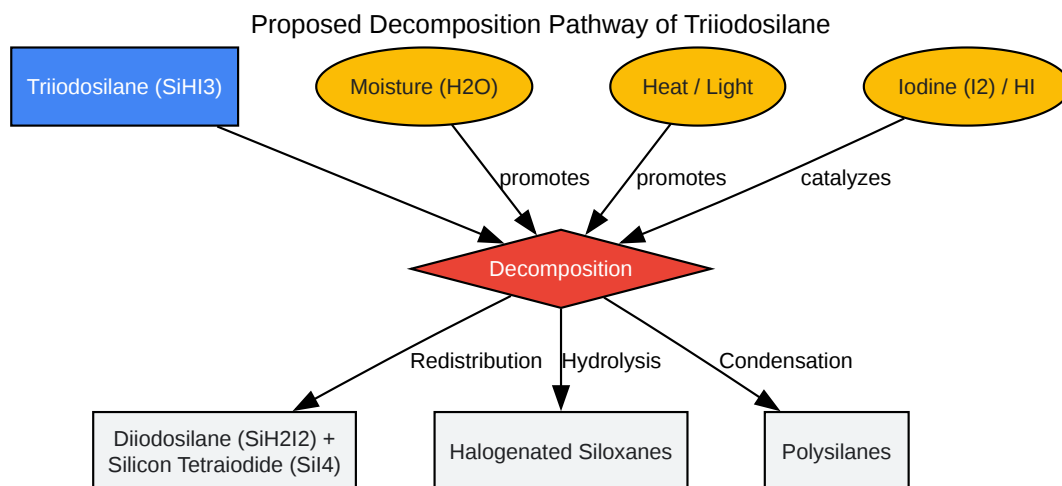 Proposed Decomposition Pathway of Triiodosilane
Triiodosilane (SiHI3)
Moisture (H2O)
Heat / Light
Iodine (I2) / HI
promotes
promotes
catalyzes
Decomposition
Redistribution
Hydrolysis
Condensation
Diiodosilane (SiH2I2) +
Silicon Tetraiodide (SiI4)
Halogenated Siloxanes
Polysilanes